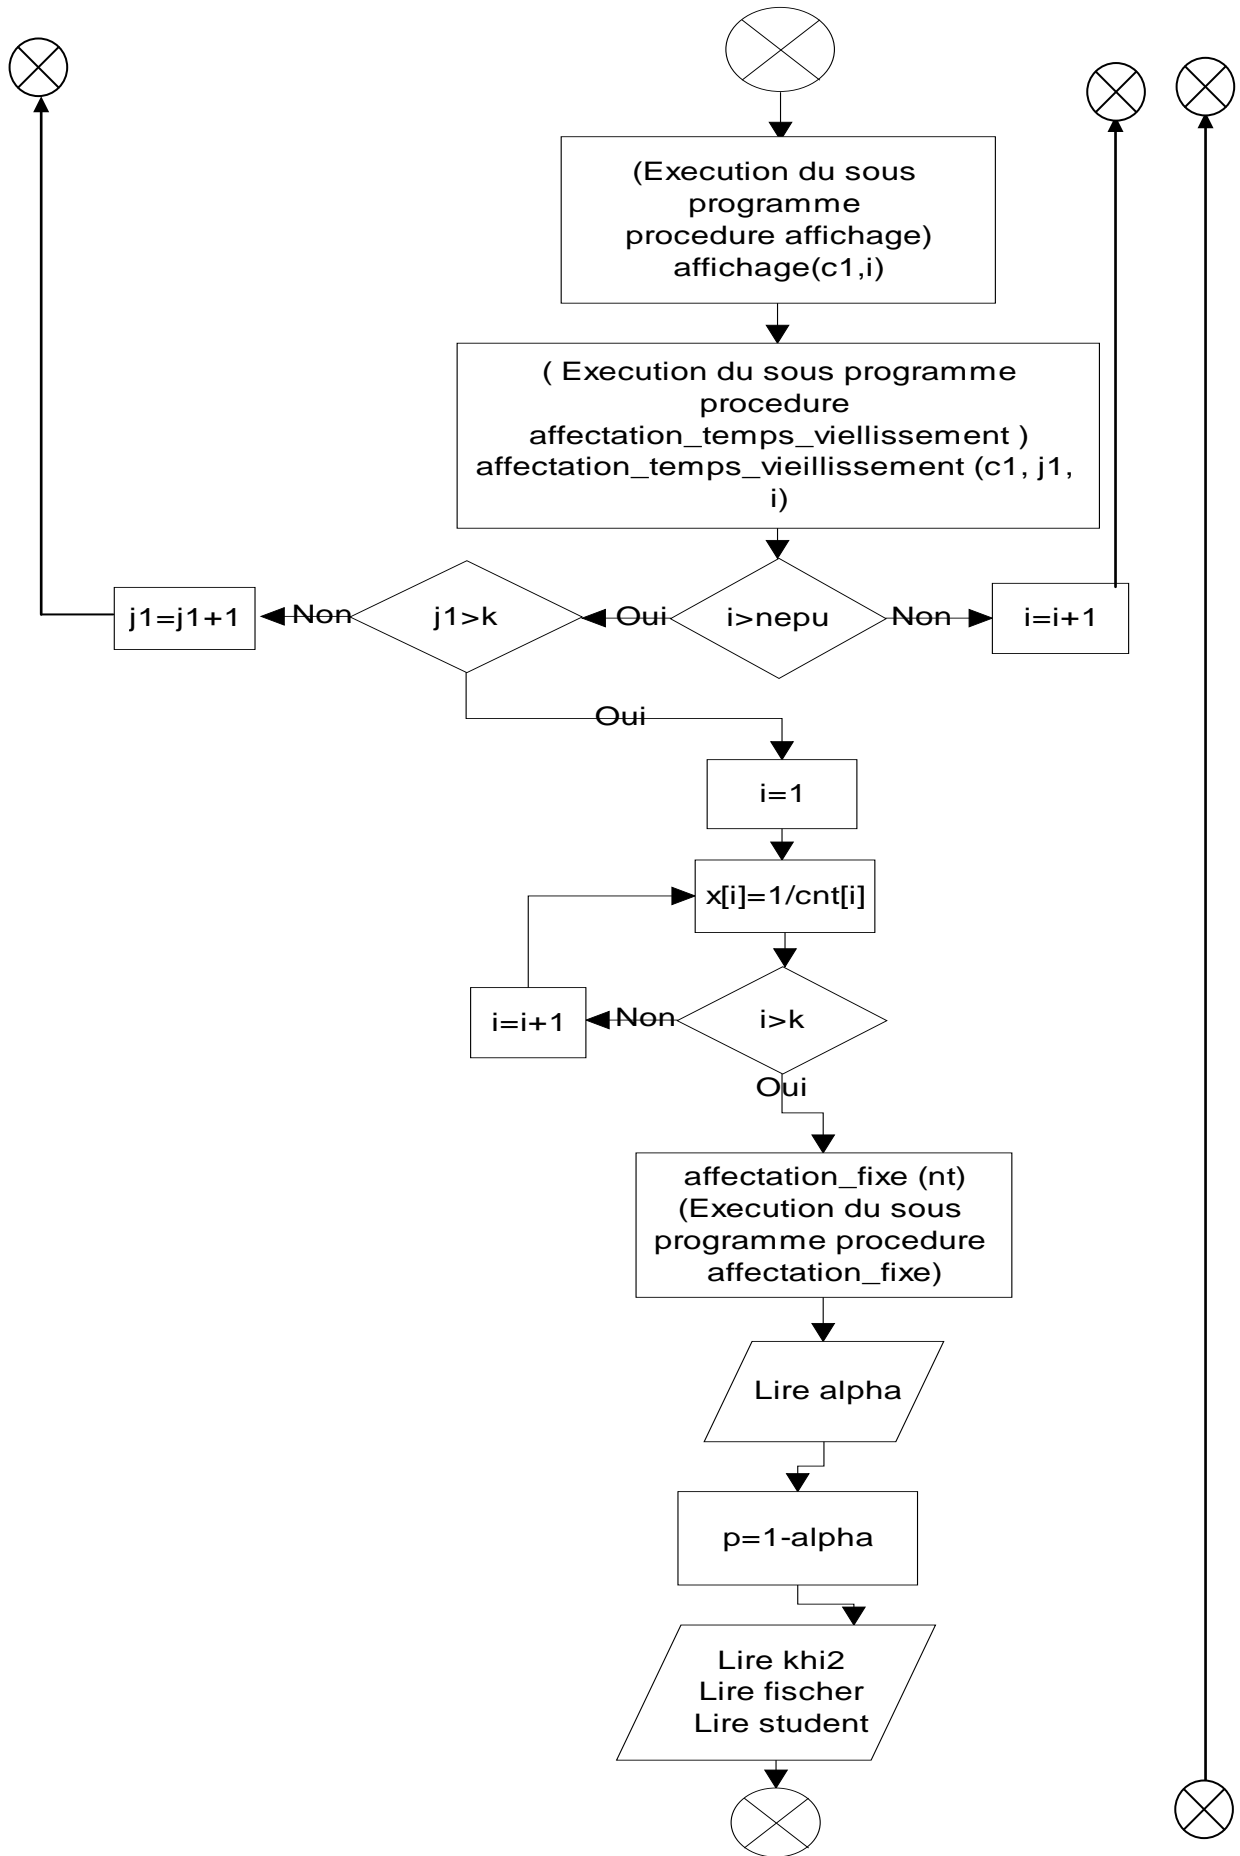 (Execution du sous
programme
procedure affichage)
affichage(c1,i)
( Execution du sous programme
procedure
affectation_temps_viellissement )
affectation_temps_vieillissement (c1, j1,
i)
j1=j1+1
Non
j1>k
Oui
i>nepu
Non
i=i+1
Oui
i=1
x[i]=1/cnt[i]
i=i+1
Non
i>k
Oui
affectation_fixe (nt)
(Execution du sous
programme procedure
affectation_fixe)
Lire alpha
p=1-alpha
Lire khi2
Lire fischer
Lire student